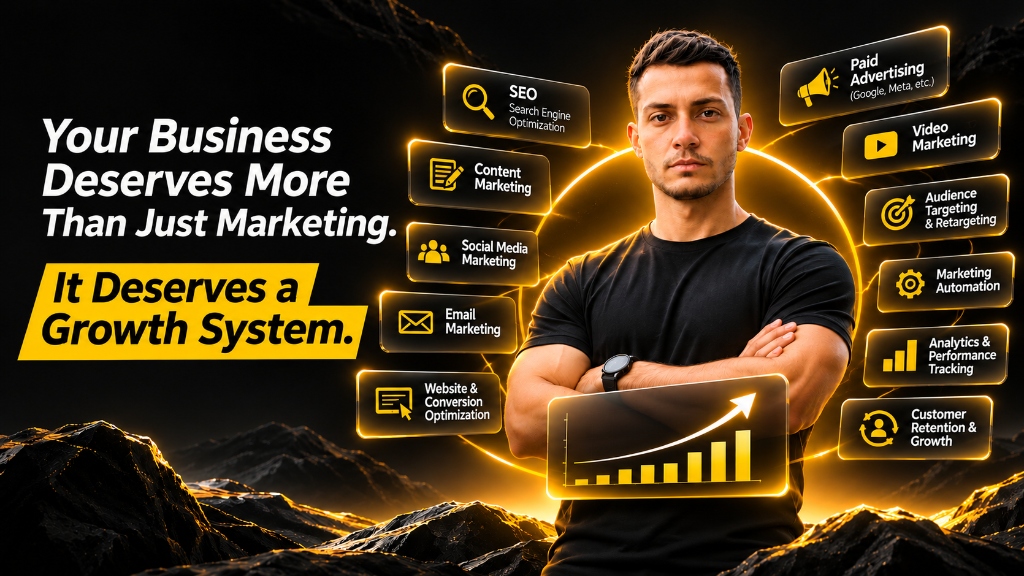 Your Business
Deserves More
Than Just Marketing.
It Deserves a
Growth System.
SEO
Search Engine
Optimization
Content
Marketing
Social Media
Marketing
Email
Marketing
Website &
Conversion
Optimization
Paid
Advertising
(Google, Meta, etc.)
Video
Marketing
Audience
Targeting
& Retargeting
Marketing
Automation
Analytics &
Performance
Tracking
Customer
Retention &
Growth